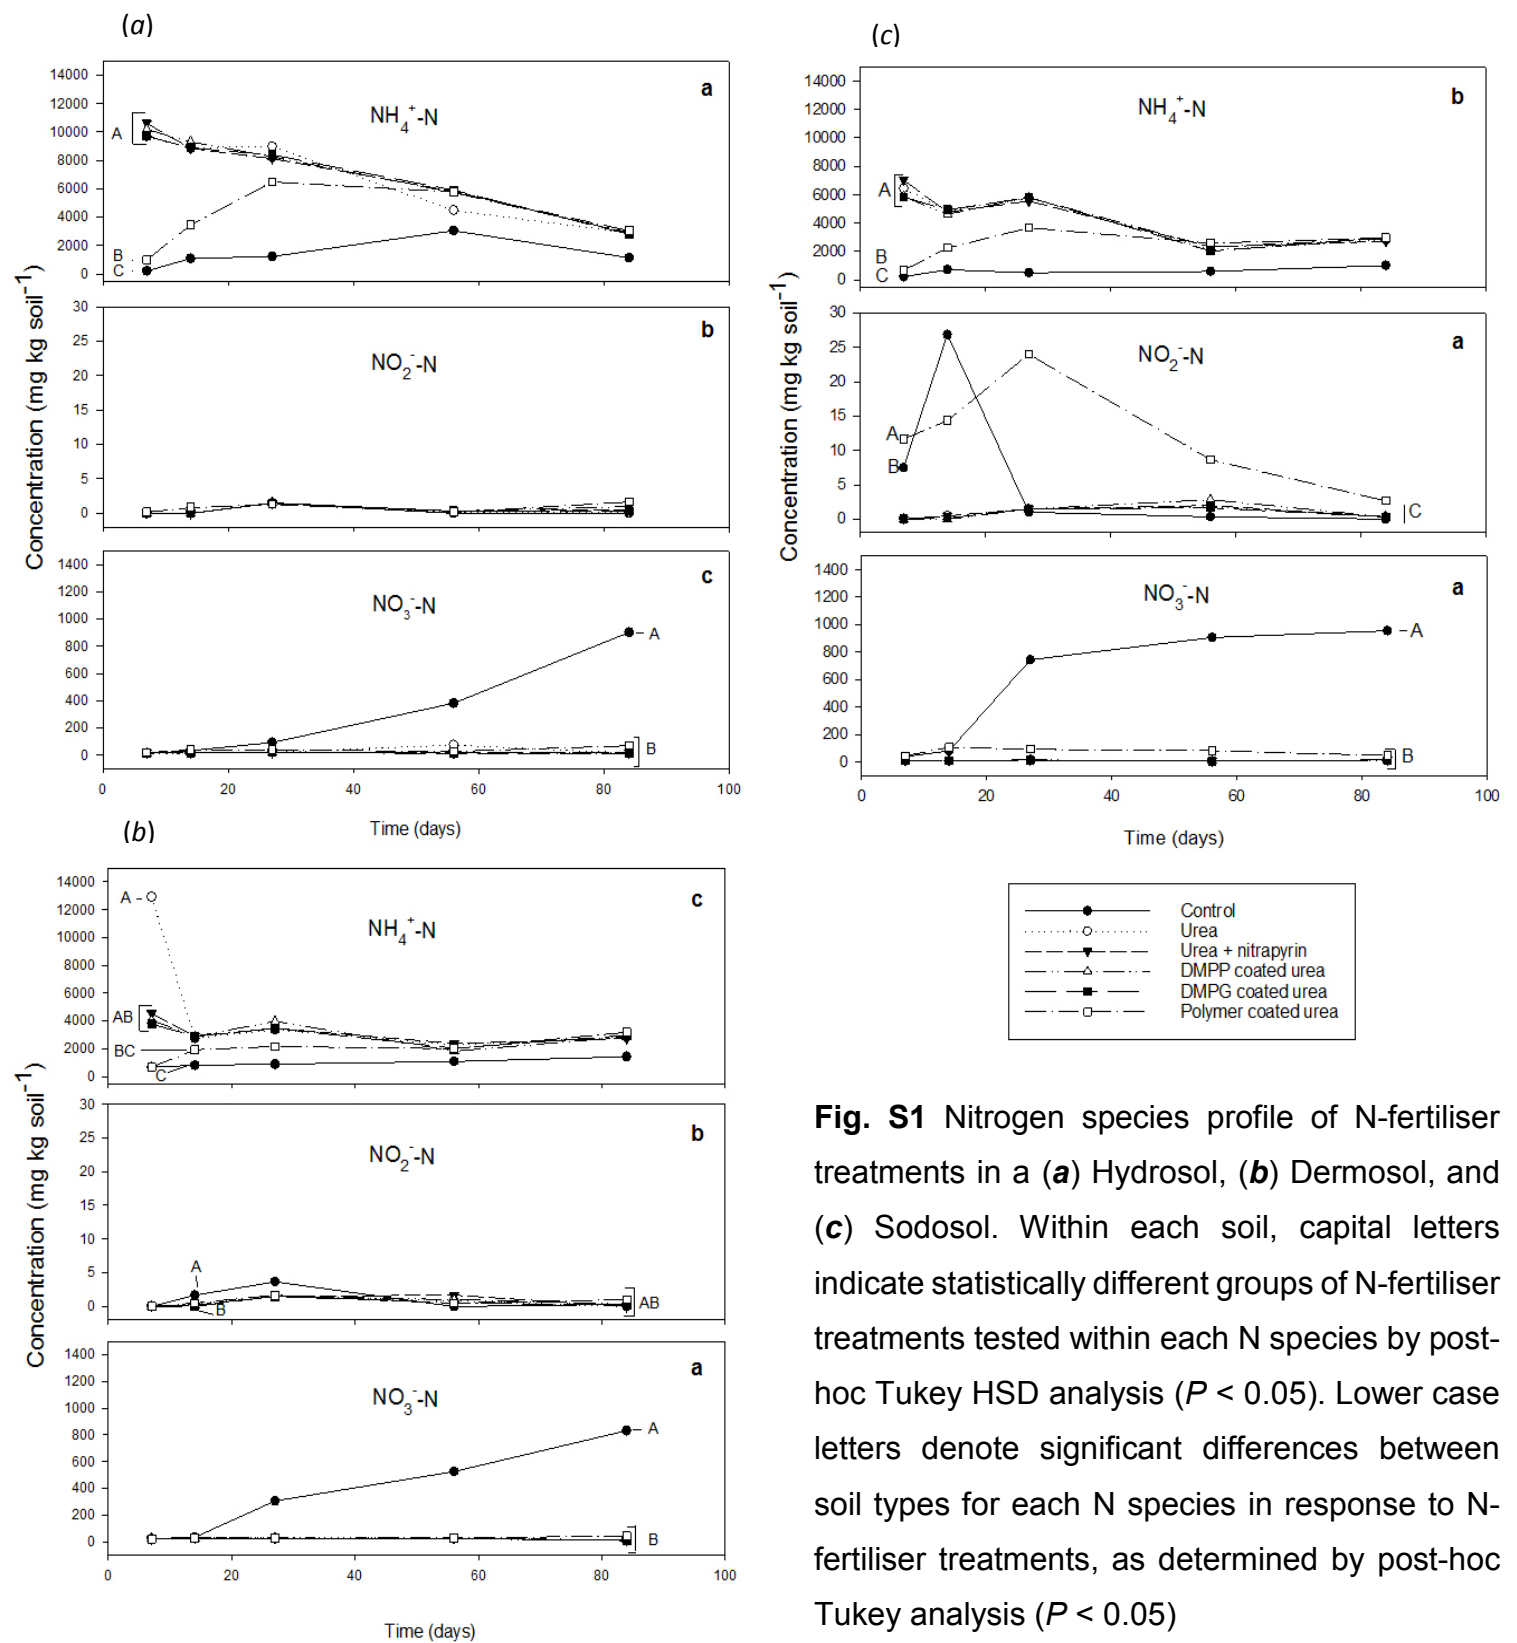 (a)
Concentration (mg kg soil⁻¹)
14000
12000
10000
8000
6000
4000
2000
0
NH₄⁺-N
a
A
B
C
30
25
20
15
10
5
0
NO₂⁻-N
b
1400
1200
1000
800
600
400
200
0
NO₃⁻-N
c
A
B
0 20 40 60 80 100
Time (days)
(c)
Concentration (mg kg soil⁻¹)
14000
12000
10000
8000
6000
4000
2000
0
NH₄⁺-N
b
A
B
C
30
25
20
15
10
5
0
NO₂⁻-N
a
A
B
C
1400
1200
1000
800
600
400
200
0
NO₃⁻-N
a
A
B
0 20 40 60 80 100
Time (days)
(b)
Concentration (mg kg soil⁻¹)
14000
12000
10000
8000
6000
4000
2000
0
NH₄⁺-N
c
A
AB
BC
C
30
25
20
15
10
5
0
NO₂⁻-N
b
A
B
AB
1400
1200
1000
800
600
400
200
0
NO₃⁻-N
a
A
B
0 20 40 60 80 100
Time (days)
Control
Urea
Urea + nitrapyrin
DMPP coated urea
DMPG coated urea
Polymer coated urea
Fig. S1 Nitrogen species profile of N-fertiliser
treatments in a (a) Hydrosol, (b) Dermosol, and
(c) Sodosol. Within each soil, capital letters
indicate statistically different groups of N-fertiliser
treatments tested within each N species by post-
hoc Tukey HSD analysis (P < 0.05). Lower case
letters denote significant differences between
soil types for each N species in response to N-
fertiliser treatments, as determined by post-hoc
Tukey analysis (P < 0.05)